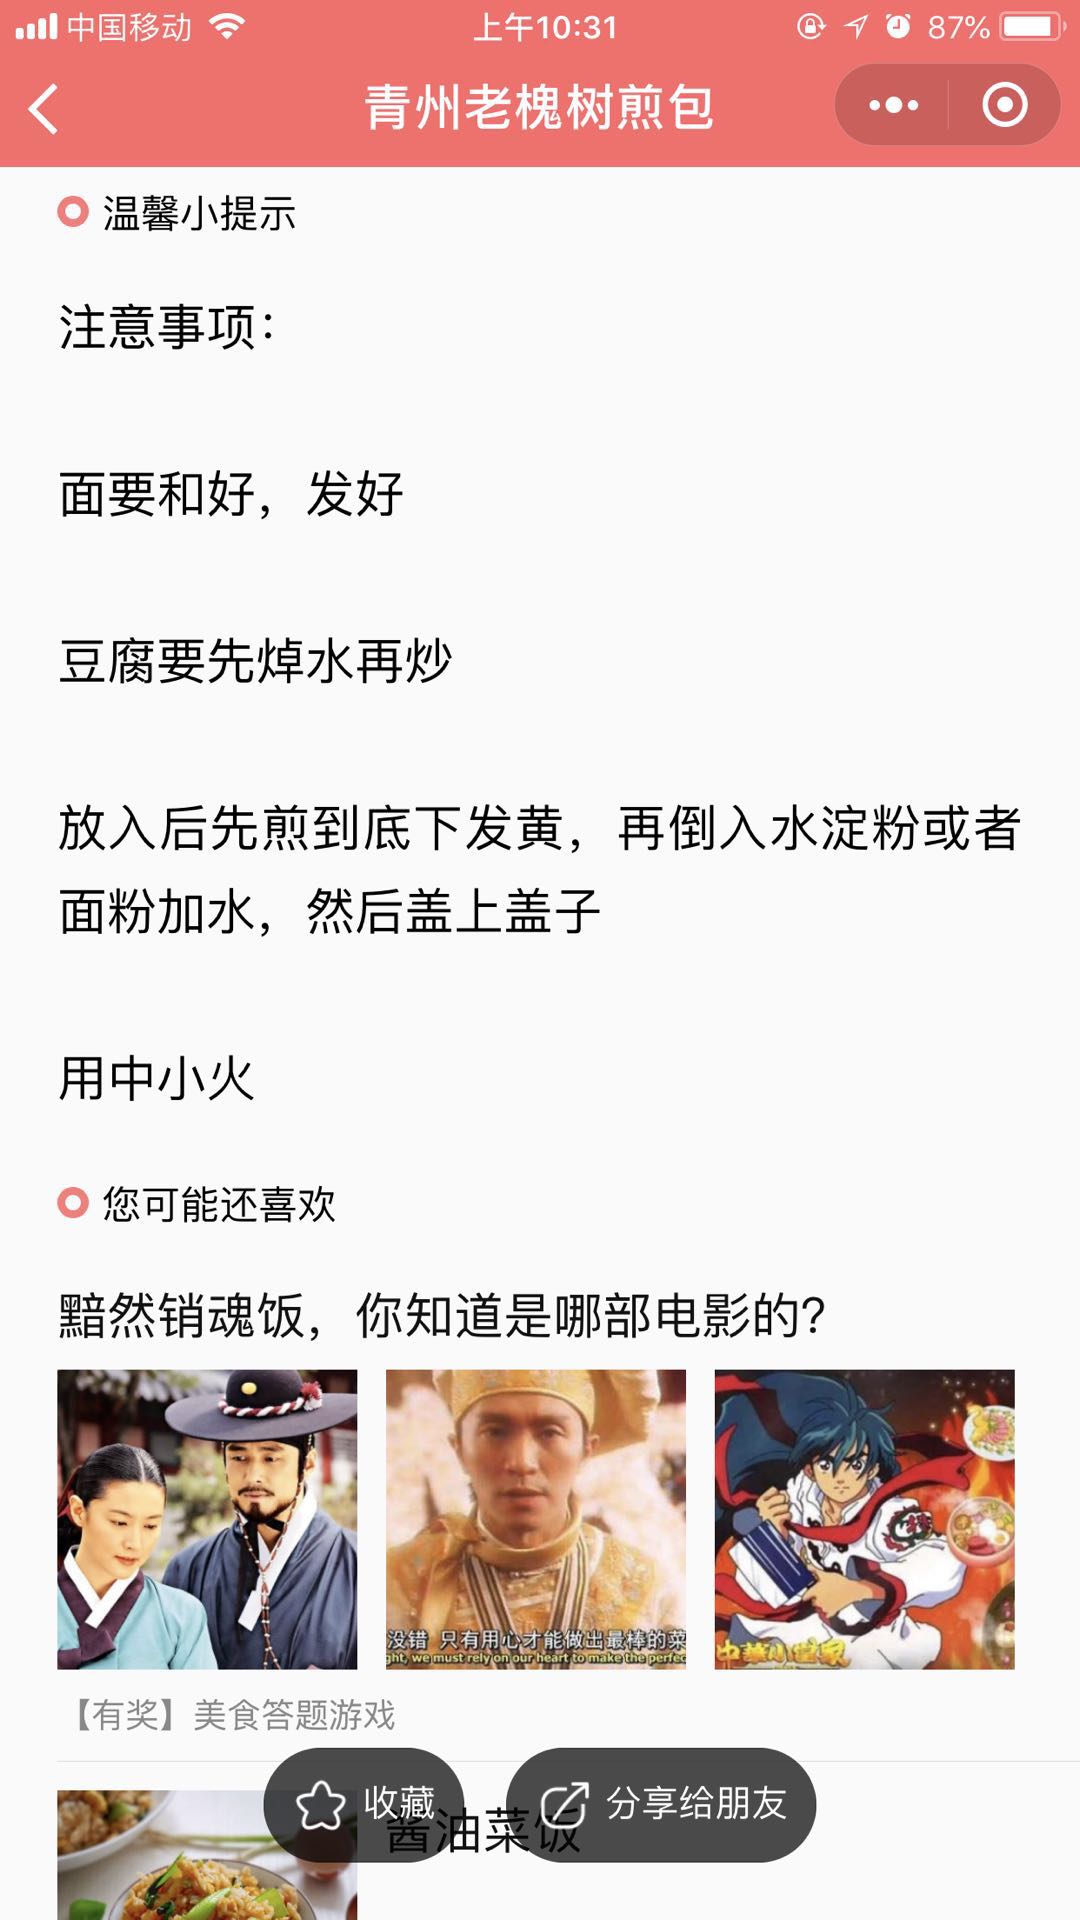 中国移动
上午10:31
87%
青州老槐树煎包
温馨小提示
注意事项：
面要和好，发好
豆腐要先焯水再炒
放入后先煎到底下发黄，再倒入水淀粉或者
面粉加水，然后盖上盖子
用中小火
您可能还喜欢
黯然销魂饭，你知道是哪部电影的？
没错 只有用心才能做出最棒的菜
ght, we must rely on our heart to make the perfec
中華小當家
【有奖】美食答题游戏
收藏
分享给朋友
酱油菜饭